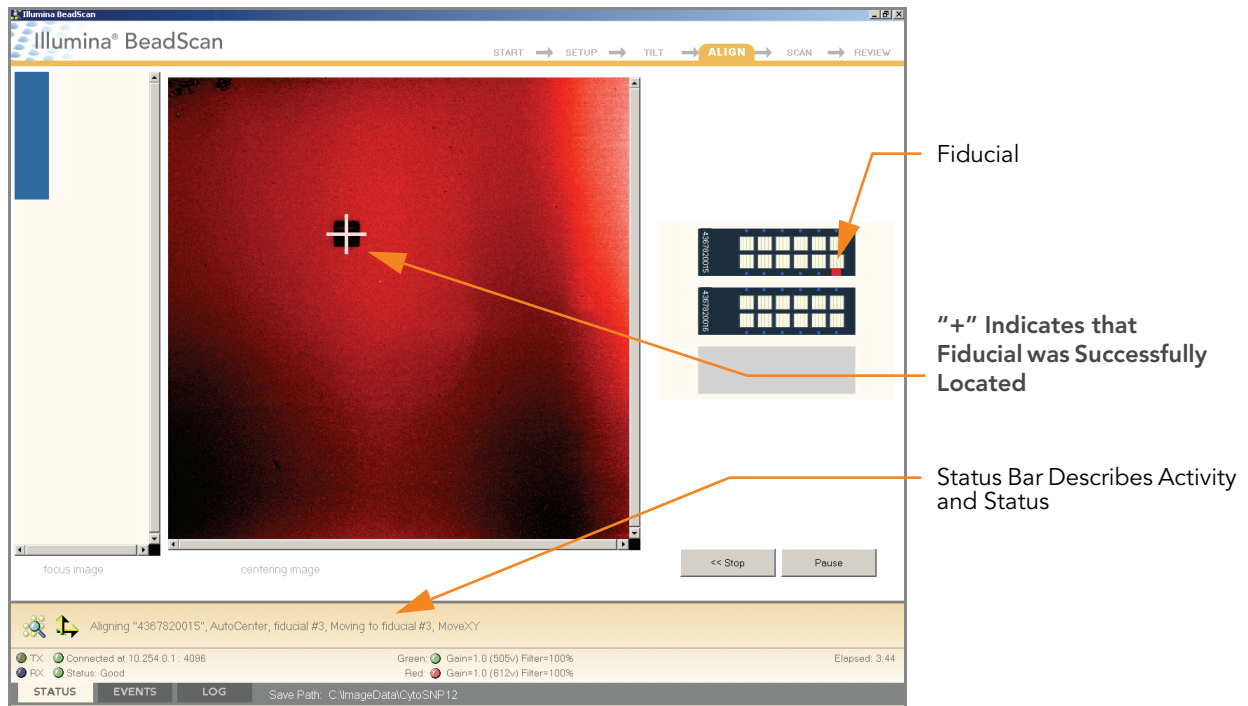 Illumina BeadScan
Illumina® BeadScan
START SETUP TILT ALIGN SCAN REVIEW
Fiducial
4367820015
4367820016
"+" Indicates that
Fiducial was Successfully
Located
Status Bar Describes Activity
and Status
<< Stop Pause
focus image centering image
Aligning "4367820015", AutoCenter, fiducial #3, Moving to fiducial #3, MoveXY
TX Connected at 10.254.0.1 : 4096 Green: Gain=1.0 (505v) Filter=100% Elapsed: 3:44
RX Status: Good Red: Gain=1.0 (612v) Filter=100%
STATUS EVENTS LOG Save Path: C:\ImageData\CytoSNP12